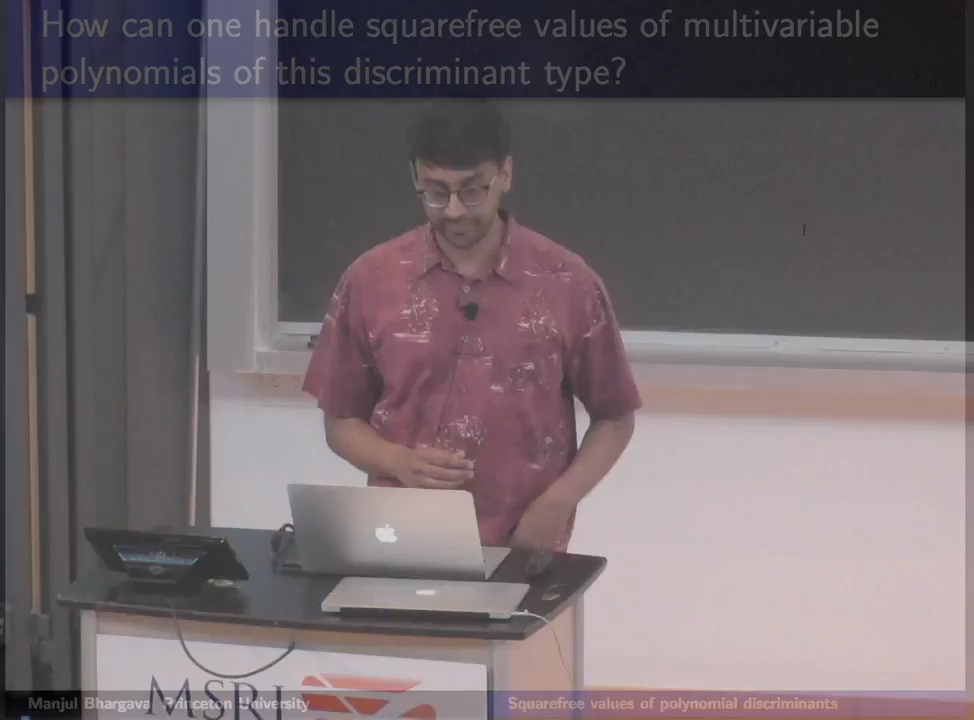 How can one handle squarefree values of multivariable
polynomials of this discriminant type?
MSRI
Manjul Bhargava Princeton University
Squarefree values of polynomial discriminants